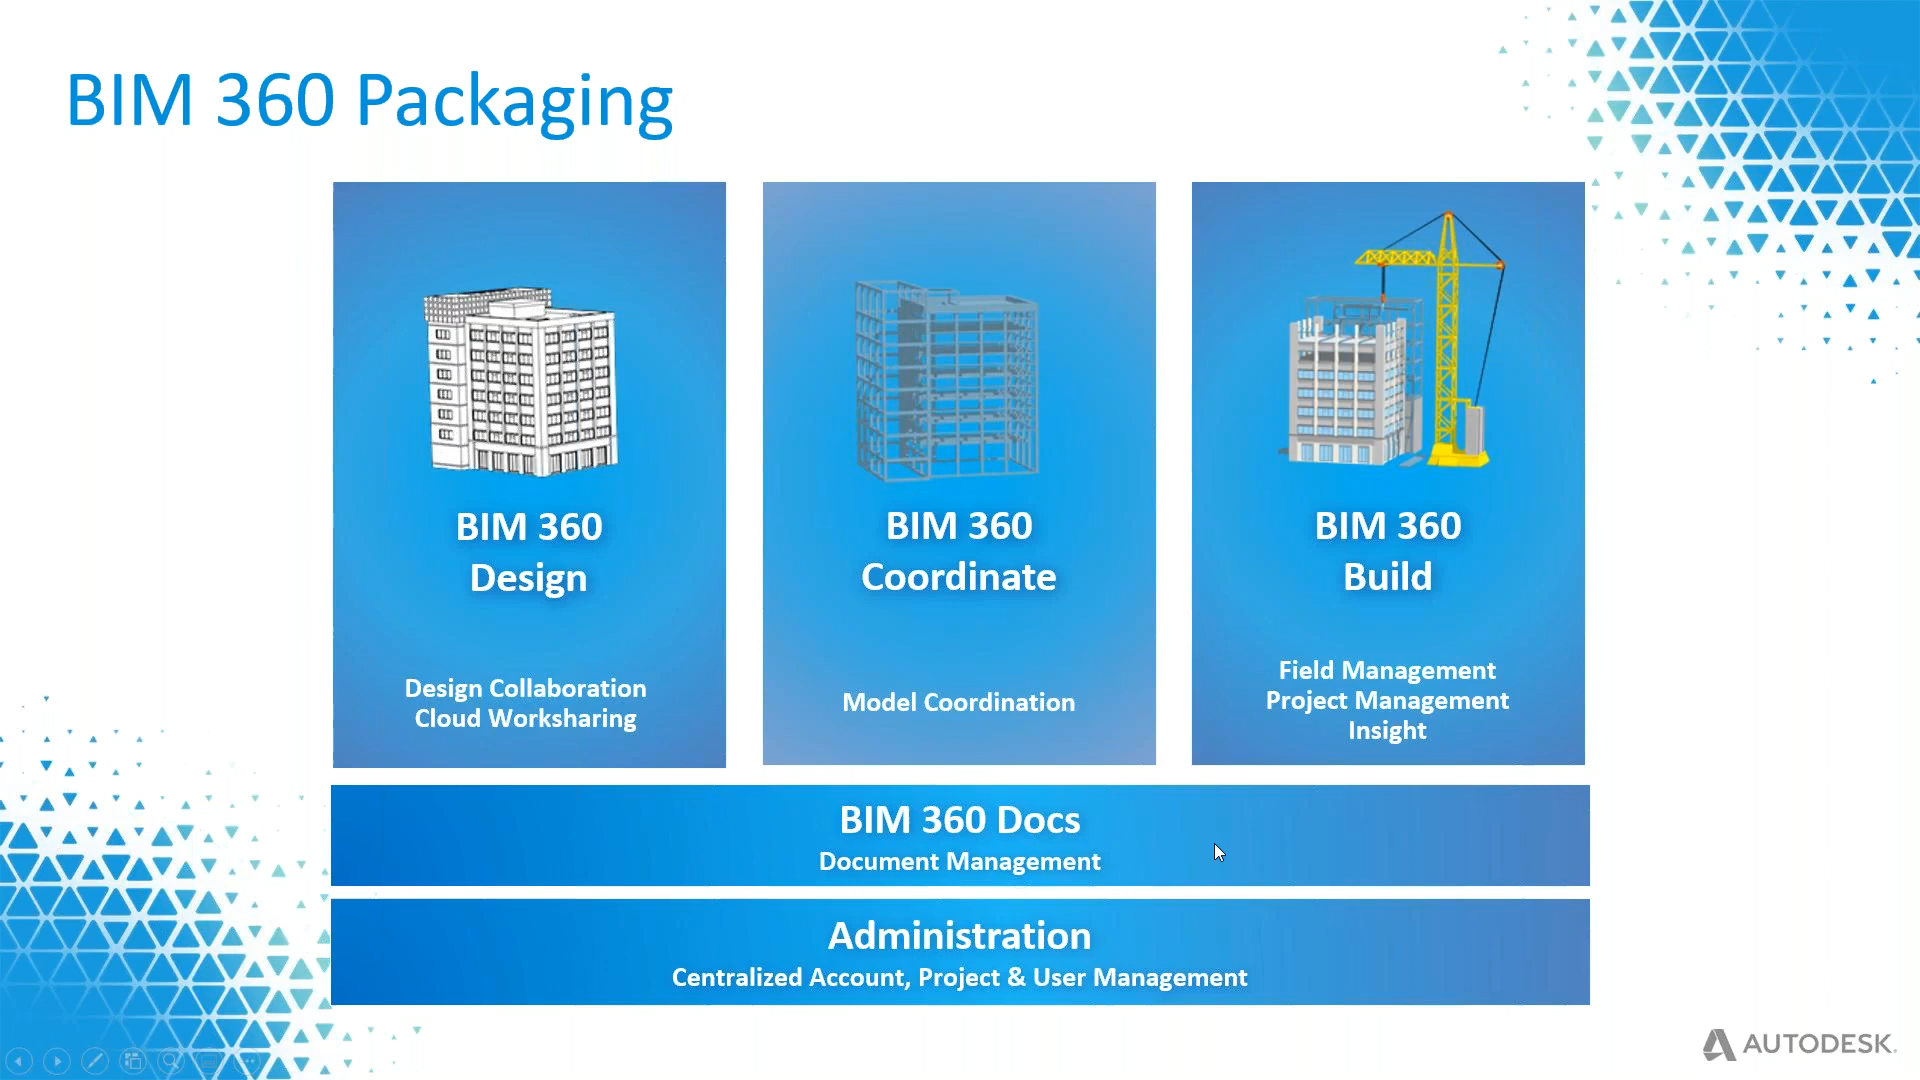 BIM 360 Packaging
BIM 360
Design
Design Collaboration
Cloud Worksharing
BIM 360
Coordinate
Model Coordination
BIM 360
Build
Field Management
Project Management
Insight
BIM 360 Docs
Document Management
Administration
Centralized Account, Project & User Management
AUTODESK.